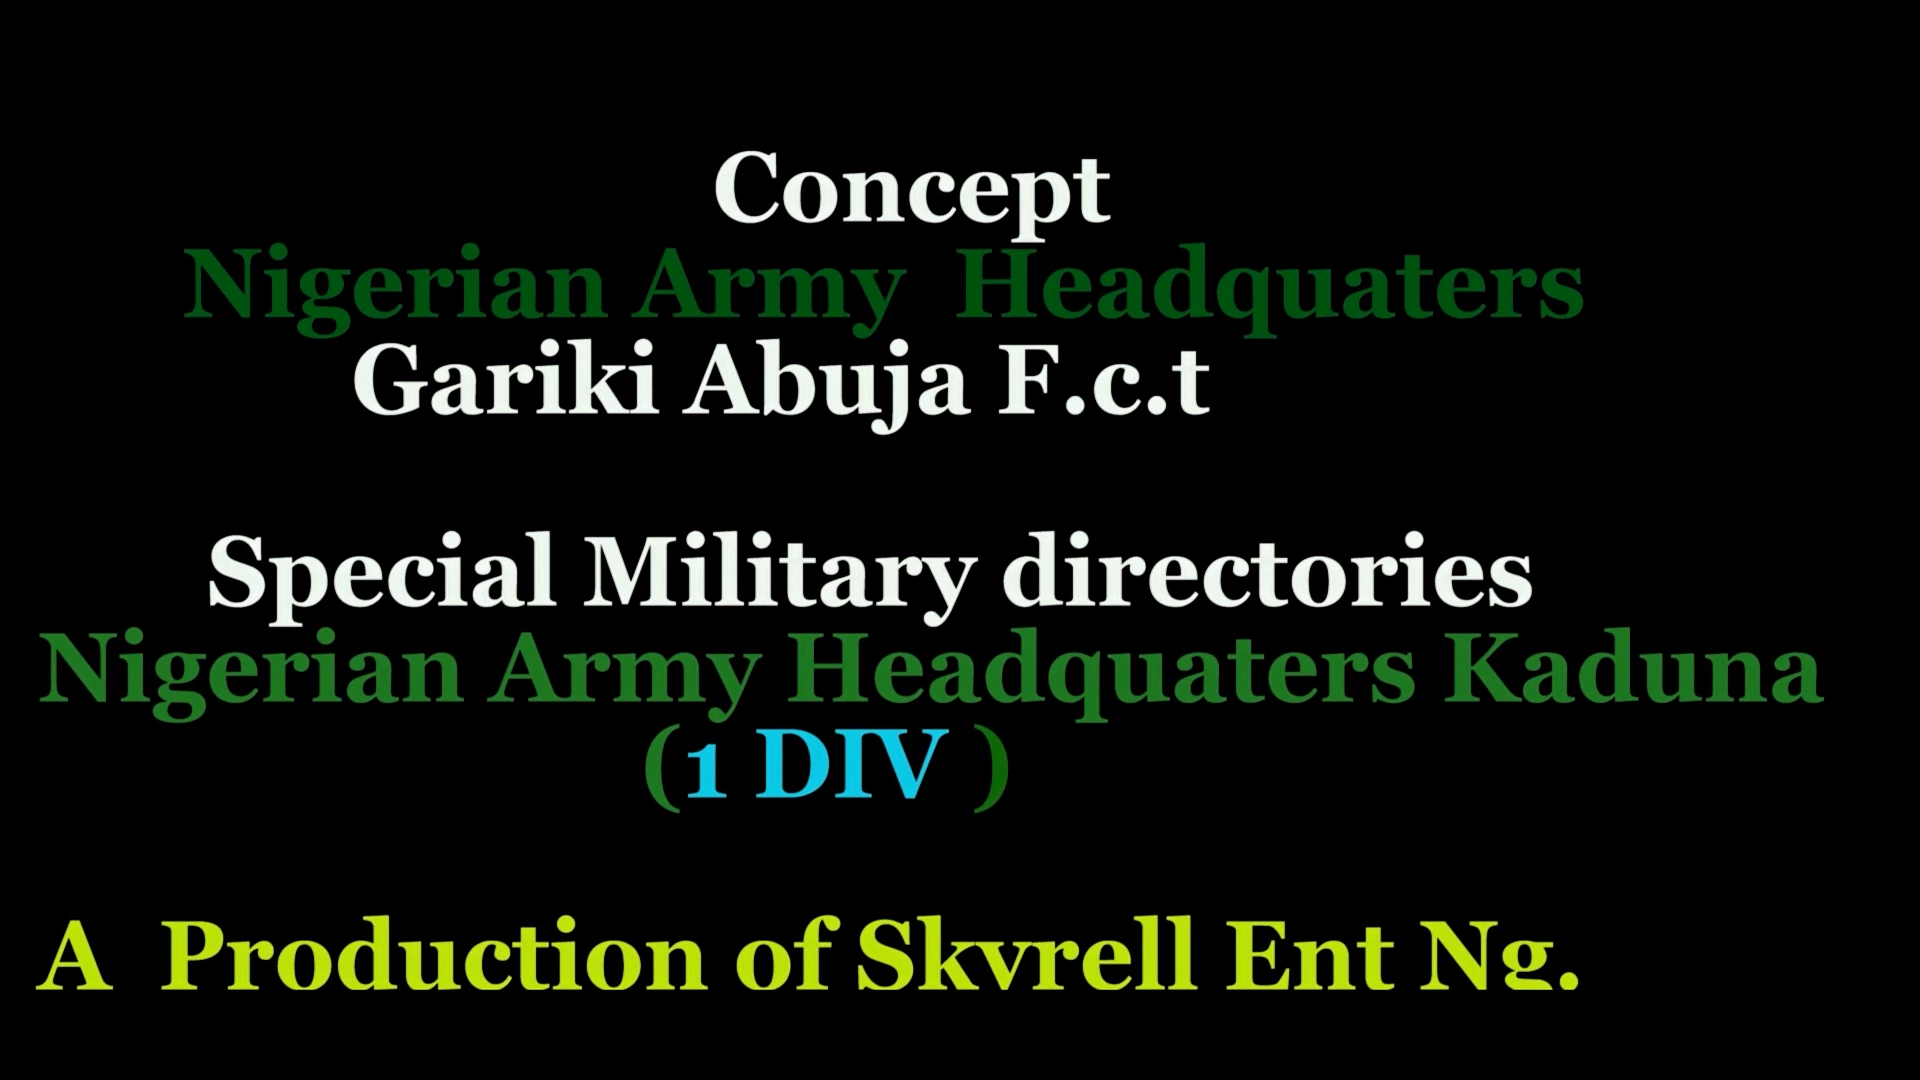 Concept
Nigerian Army Headquaters
Gariki Abuja F.c.t
Special Military directories
Nigerian Army Headquaters Kaduna
(1 DIV )
A Production of Ent Ng.